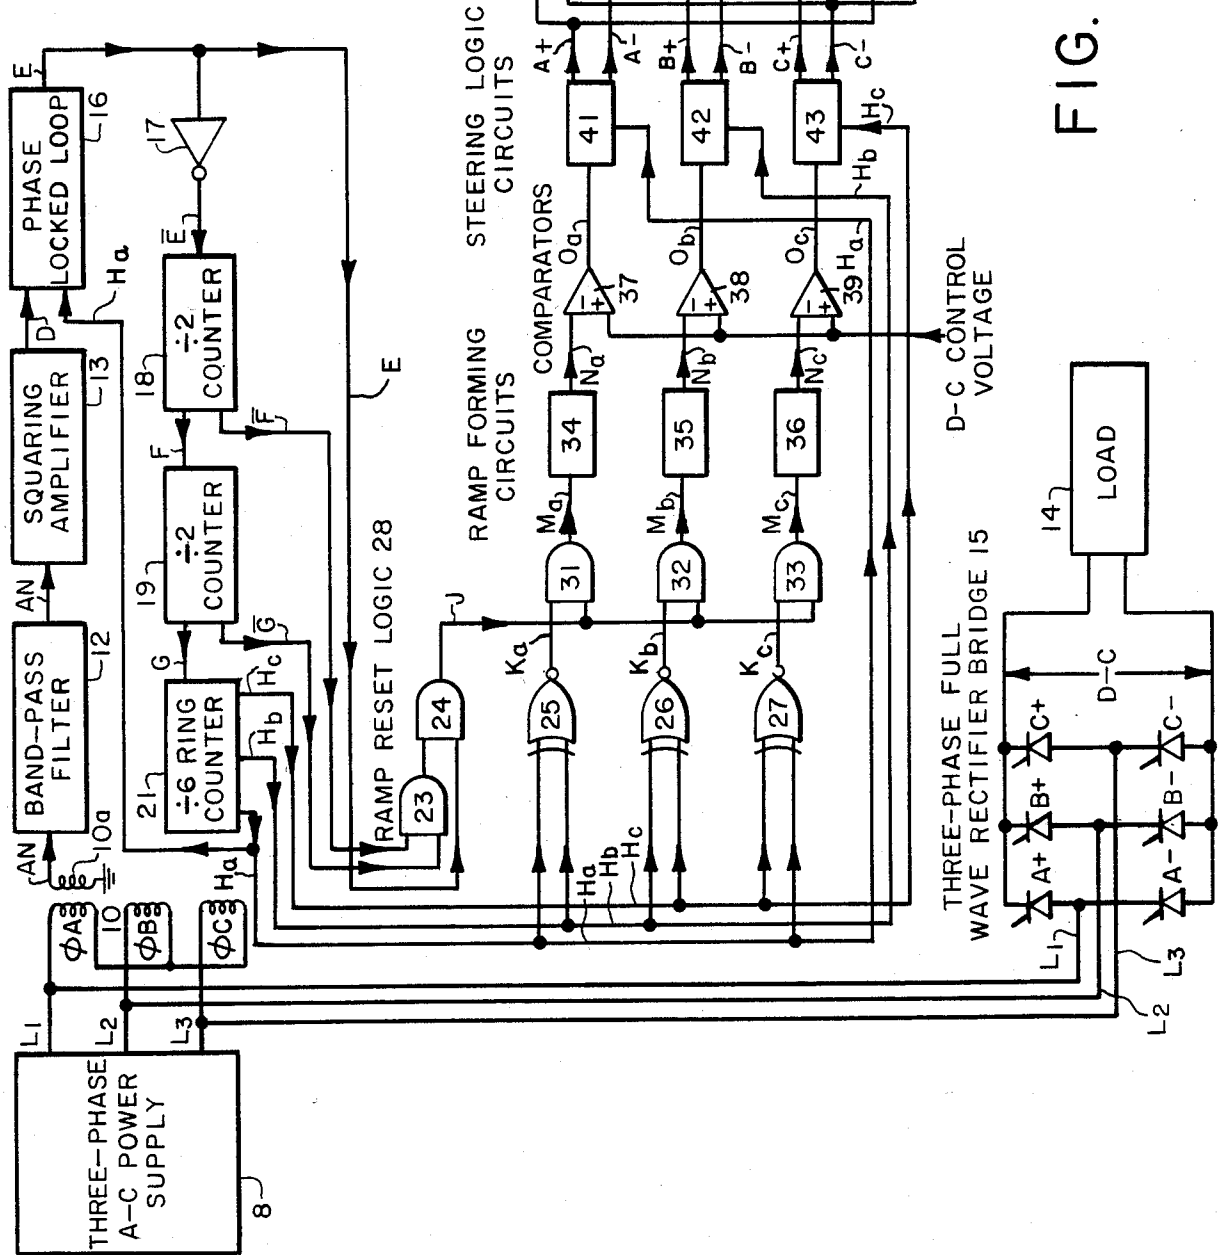 THREE-PHASE
A-C POWER
SUPPLY
8
L1
L2
L3
ΦA
10
ΦB
ΦC
10a
AN
BAND-PASS
FILTER
12
AN
SQUARING
AMPLIFIER
13
D
Ha
PHASE
LOCKED LOOP
16
E
17
E̅
÷2
COUNTER
18
F
F̅
÷2
COUNTER
19
G
G̅
÷6 RING
COUNTER
21
Ha
Hb
Hc
E
RAMP RESET LOGIC 28
23
24
J
Ha
Hb
Hc
25
26
27
Ka
Kb
Kc
31
32
33
Ma
Mb
Mc
RAMP FORMING
CIRCUITS
34
35
36
Na
Nb
Nc
COMPARATORS
-
+
37
-
+
38
-
+
39
Oa
Ob
Oc
Ha
Hb
Hc
D-C CONTROL
VOLTAGE
STEERING LOGIC
CIRCUITS
41
42
43
A+
A-
B+
B-
C+
C-
THREE-PHASE FULL
WAVE RECTIFIER BRIDGE 15
A+
B+
C+
A-
B-
C-
L1
L2
L3
D-C
LOAD
14
FIG.